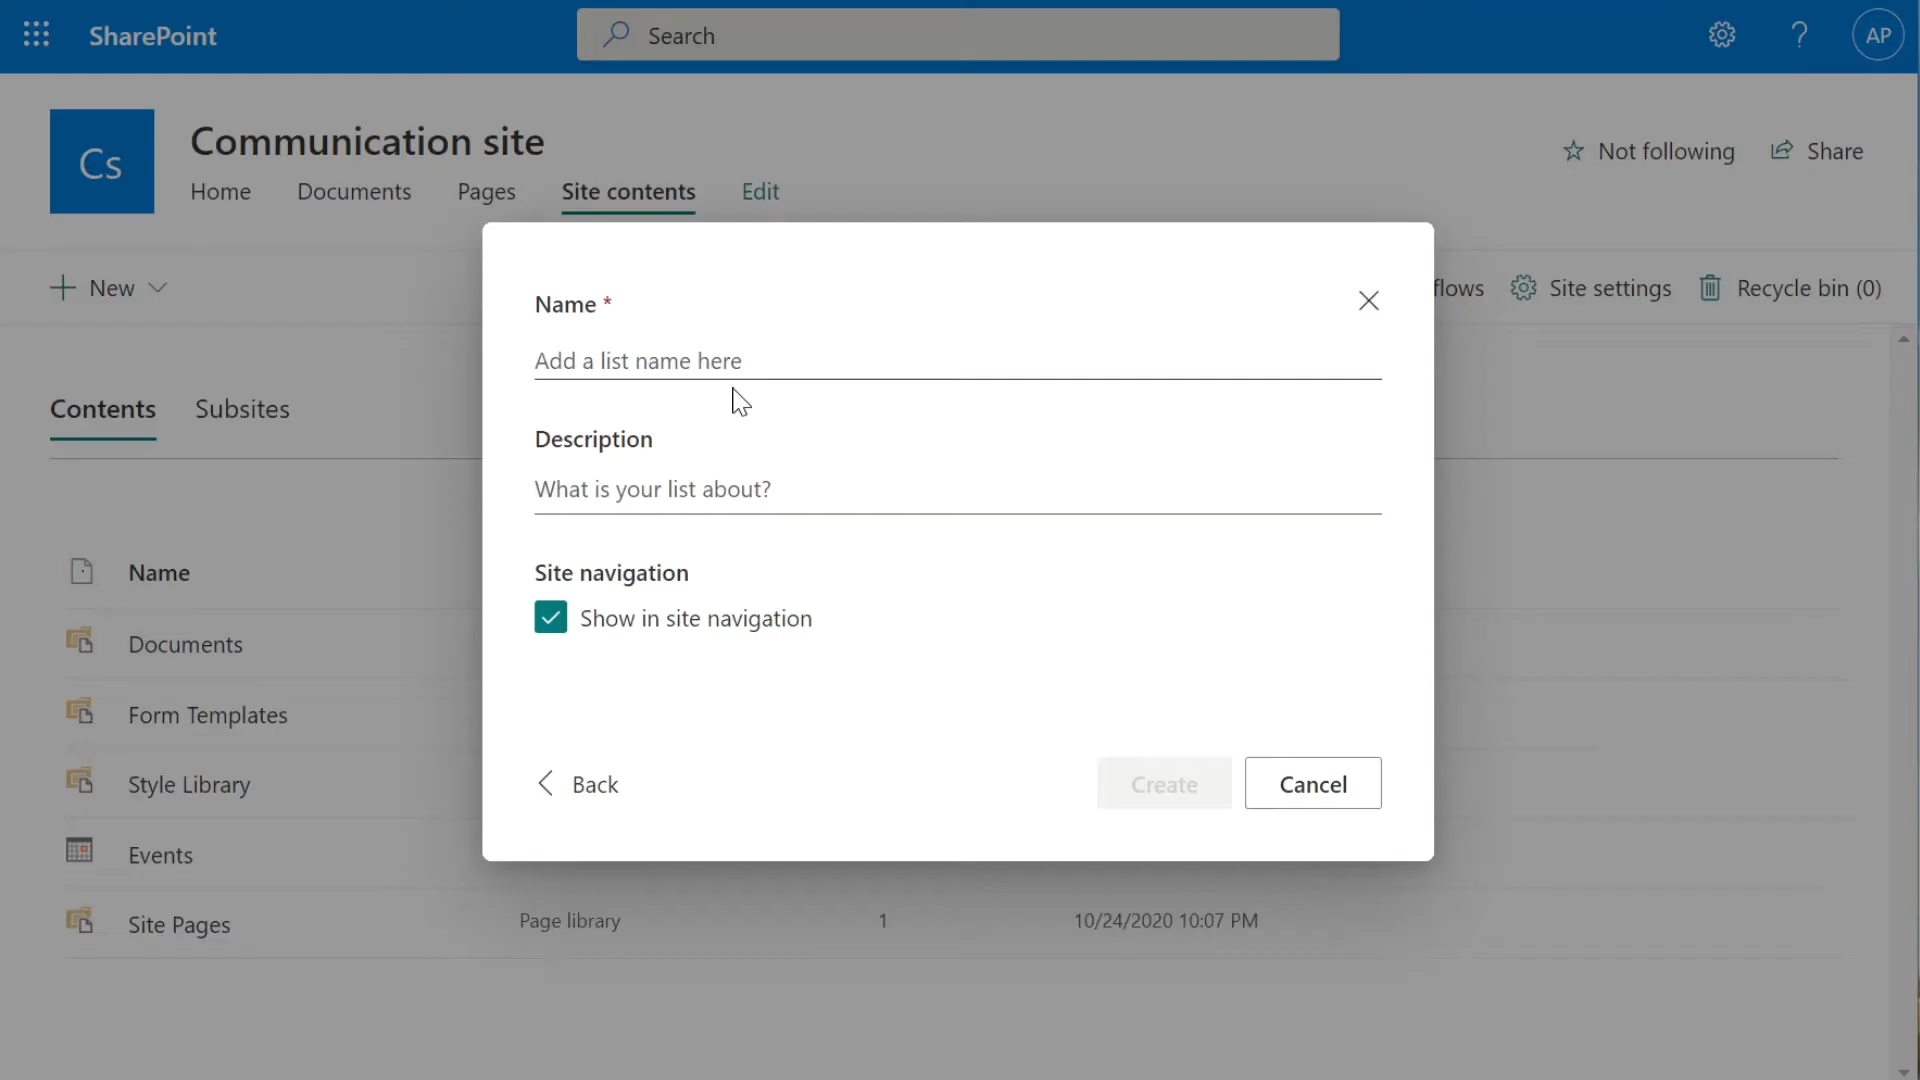 SharePoint
Search
?
AP
Cs
Communication site
Home Documents Pages Site contents Edit
Not following Share
New
flows Site settings Recycle bin (0)
Name *
Add a list name here
Contents Subsites
Description
What is your list about?
Site navigation
Show in site navigation
Back
Create Cancel
Name
Documents
Form Templates
Style Library
Events
Site Pages Page library 1 10/24/2020 10:07 PM